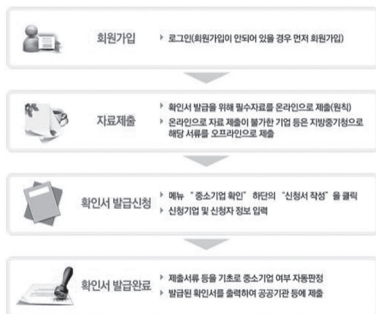 회원가입
로그인(회원가입이 안되어 있을 경우 먼저 회원가입)
자료제출
확인서 발급을 위해 필수자료를 온라인으로 제출(원칙)
온라인으로 자료 제출이 불가한 기업 등은 지방중기청으로
해당 서류를 오프라인으로 제출
확인서 발급신청
메뉴 “중소기업 확인” 하단의 “신청서 작성”을 클릭
신청기업 및 신청자 정보 입력
확인서 발급완료
제출서류 등을 기초로 중소기업 여부 자동판정
발급된 확인서를 출력하여 공공기관 등에 제출